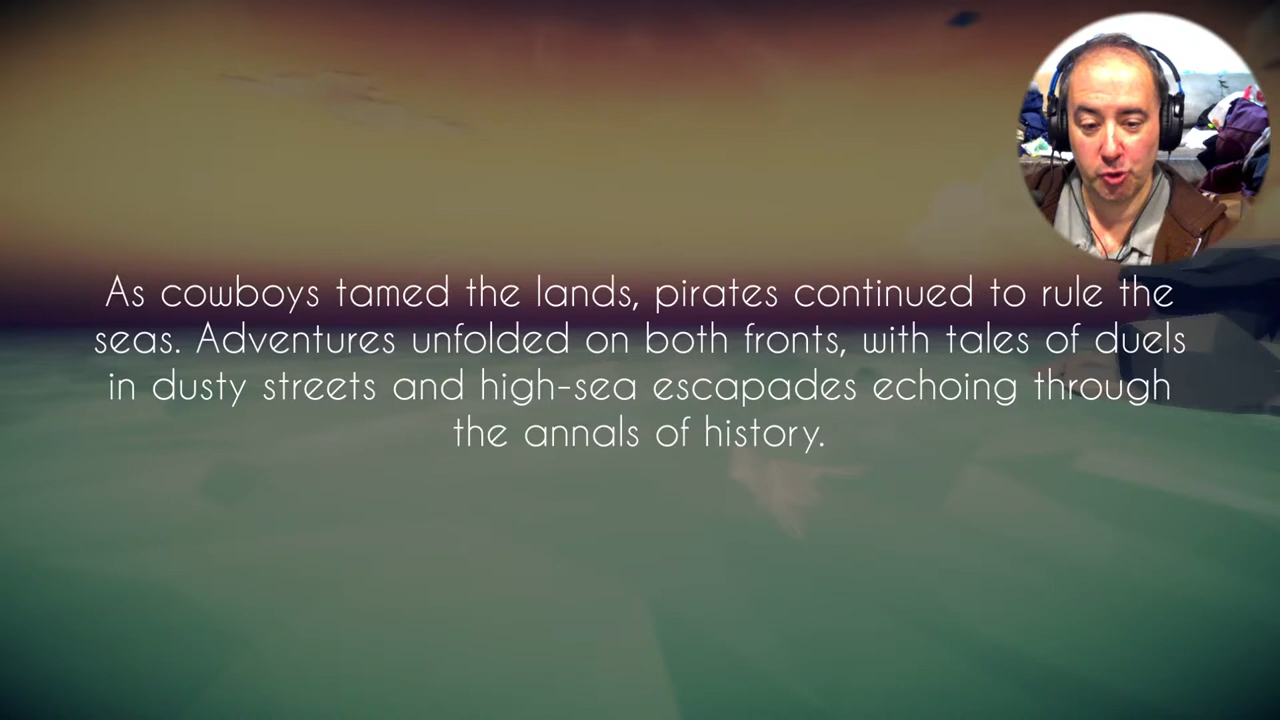 As cowboys tamed the lands, pirates continued to rule the
seas. Adventures unfolded on both fronts, with tales of duels
in dusty streets and high-sea escapades echoing through
the annals of history.